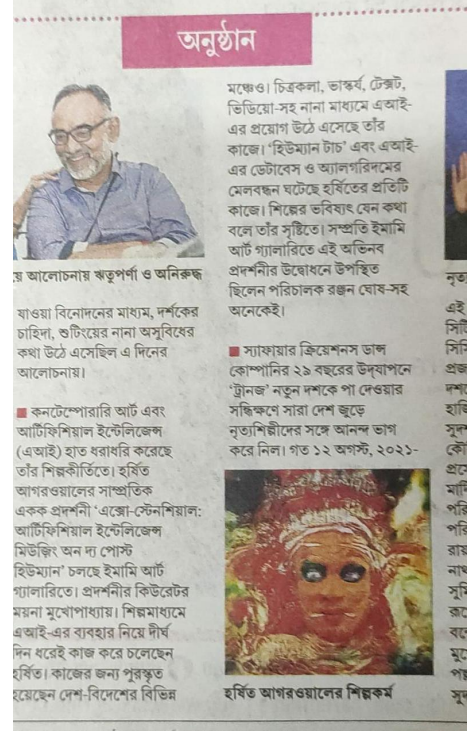 অনুষ্ঠান
য় আলোচনায় ঋতুপর্ণা ও অনিরুদ্ধ
যাওয়া বিনোদনের মাধ্যম, দর্শকের
চাহিদা, শুটিংয়ের নানা অসুবিধের
কথা উঠে এসেছিল এ দিনের
আলোচনায়।
■ কনটেম্পোরারি আর্ট এবং
আর্টিফিশিয়াল ইন্টেলিজেন্স
(এআই) হাত ধরাধরি করেছে
তাঁর শিল্পকীর্তিতে। হর্ষিত
আগরওয়ালের সাম্প্রতিক
একক প্রদর্শনী ‘এক্সো-স্টেনশিয়াল:
আর্টিফিশিয়াল ইন্টেলিজেন্স
মিউজ়িং অন দ্য পোস্ট
হিউম্যান’ চলছে ইমামি আর্ট
গ্যালারিতে। প্রদর্শনীর কিউরেটর
ময়না মুখোপাধ্যায়। শিল্পমাধ্যমে
এআই-এর ব্যবহার নিয়ে দীর্ঘ
দিন ধরেই কাজ করে চলেছেন
হর্ষিত। কাজের জন্য পুরস্কৃত
হয়েছেন দেশ-বিদেশের বিভিন্ন
মঞ্চেও। চিত্রকলা, ভাস্কর্য, টেক্সট,
ভিডিয়ো-সহ নানা মাধ্যমে এআই-
এর প্রয়োগ উঠে এসেছে তাঁর
কাজে। ‘হিউম্যান টাচ’ এবং এআই-
এর ডেটাবেস ও অ্যালগরিদমের
মেলবন্ধন ঘটেছে হর্ষিতের প্রতিটি
কাজে। শিল্পের ভবিষ্যৎ যেন কথা
বলে তাঁর সৃষ্টিতে। সম্প্রতি ইমামি
আর্ট গ্যালারিতে এই অভিনব
প্রদর্শনীর উদ্বোধনে উপস্থিত
ছিলেন পরিচালক রঞ্জন ঘোষ-সহ
অনেকেই।
■ স্যাফায়ার ক্রিয়েশনস ডান্স
কোম্পানির ২৯ বছরের উদ্‌যাপনে
‘ট্রানজ়’ নতুন দশকে পা দেওয়ার
সন্ধিক্ষণে সারা দেশ জুড়ে
নৃত্যশিল্পীদের সঙ্গে আনন্দ ভাগ
করে নিল। গত ১২ অগস্ট, ২০২১-
হর্ষিত আগরওয়ালের শিল্পকর্ম
নৃত
এই